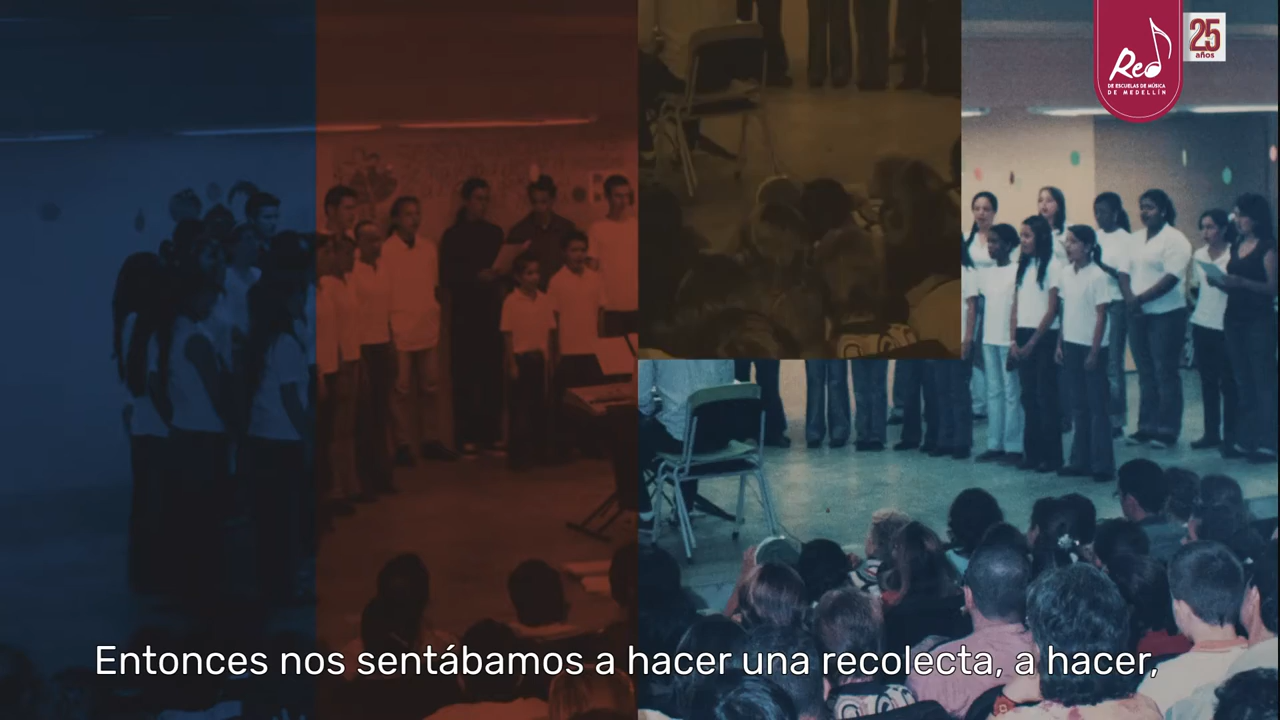 Red
DE ESCUELAS DE MÚSICA
DE MEDELLÍN
25
años
Entonces nos sentábamos a hacer una recolecta, a hacer,